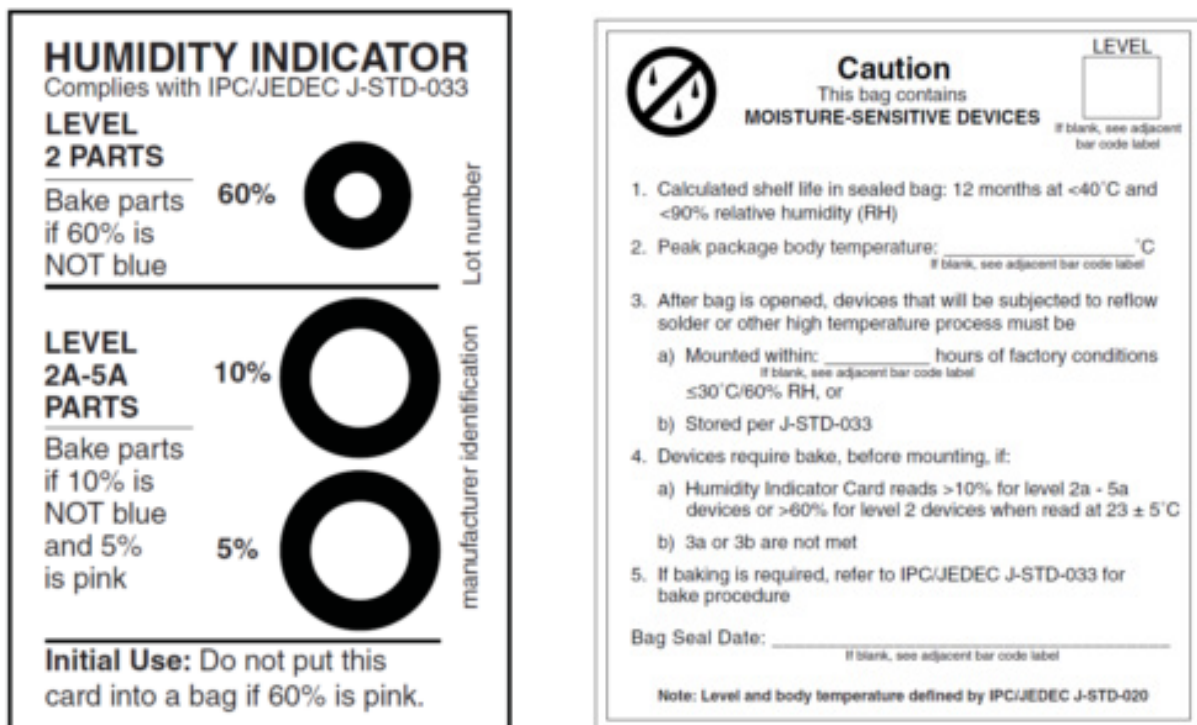 HUMIDITY INDICATOR
Complies with IPC/JEDEC J-STD-033
LEVEL
2 PARTS
Bake parts
if 60% is
NOT blue
60%
Lot number
LEVEL
2A-5A
PARTS
Bake parts
if 10% is
NOT blue
and 5%
is pink
10%
5%
manufacturer identification
Initial Use: Do not put this
card into a bag if 60% is pink.
Caution
This bag contains
MOISTURE-SENSITIVE DEVICES
LEVEL
If blank, see adjacent
bar code label
1. Calculated shelf life in sealed bag: 12 months at <40°C and
<90% relative humidity (RH)
2. Peak package body temperature: ____________________ °C
If blank, see adjacent bar code label
3. After bag is opened, devices that will be subjected to reflow
solder or other high temperature process must be
a) Mounted within: ___________ hours of factory conditions
If blank, see adjacent bar code label
≤30°C/60% RH, or
b) Stored per J-STD-033
4. Devices require bake, before mounting, if:
a) Humidity Indicator Card reads >10% for level 2a - 5a
devices or >60% for level 2 devices when read at 23 ± 5°C
b) 3a or 3b are not met
5. If baking is required, refer to IPC/JEDEC J-STD-033 for
bake procedure
Bag Seal Date: ________________________________________
If blank, see adjacent bar code label
Note: Level and body temperature defined by IPC/JEDEC J-STD-020